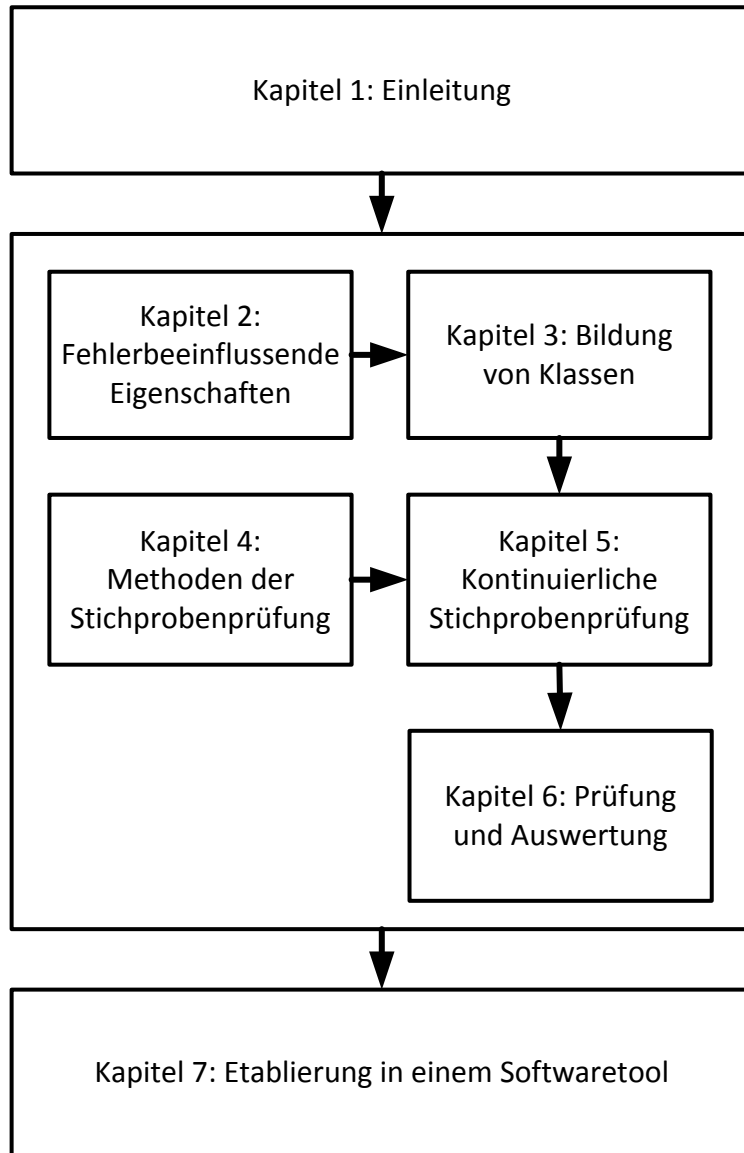 Kapitel 1: Einleitung
Kapitel 2:
Fehlerbeeinflussende
Eigenschaften
Kapitel 3: Bildung
von Klassen
Kapitel 4:
Methoden der
Stichprobenprüfung
Kapitel 5:
Kontinuierliche
Stichprobenprüfung
Kapitel 6: Prüfung
und Auswertung
Kapitel 7: Etablierung in einem Softwaretool